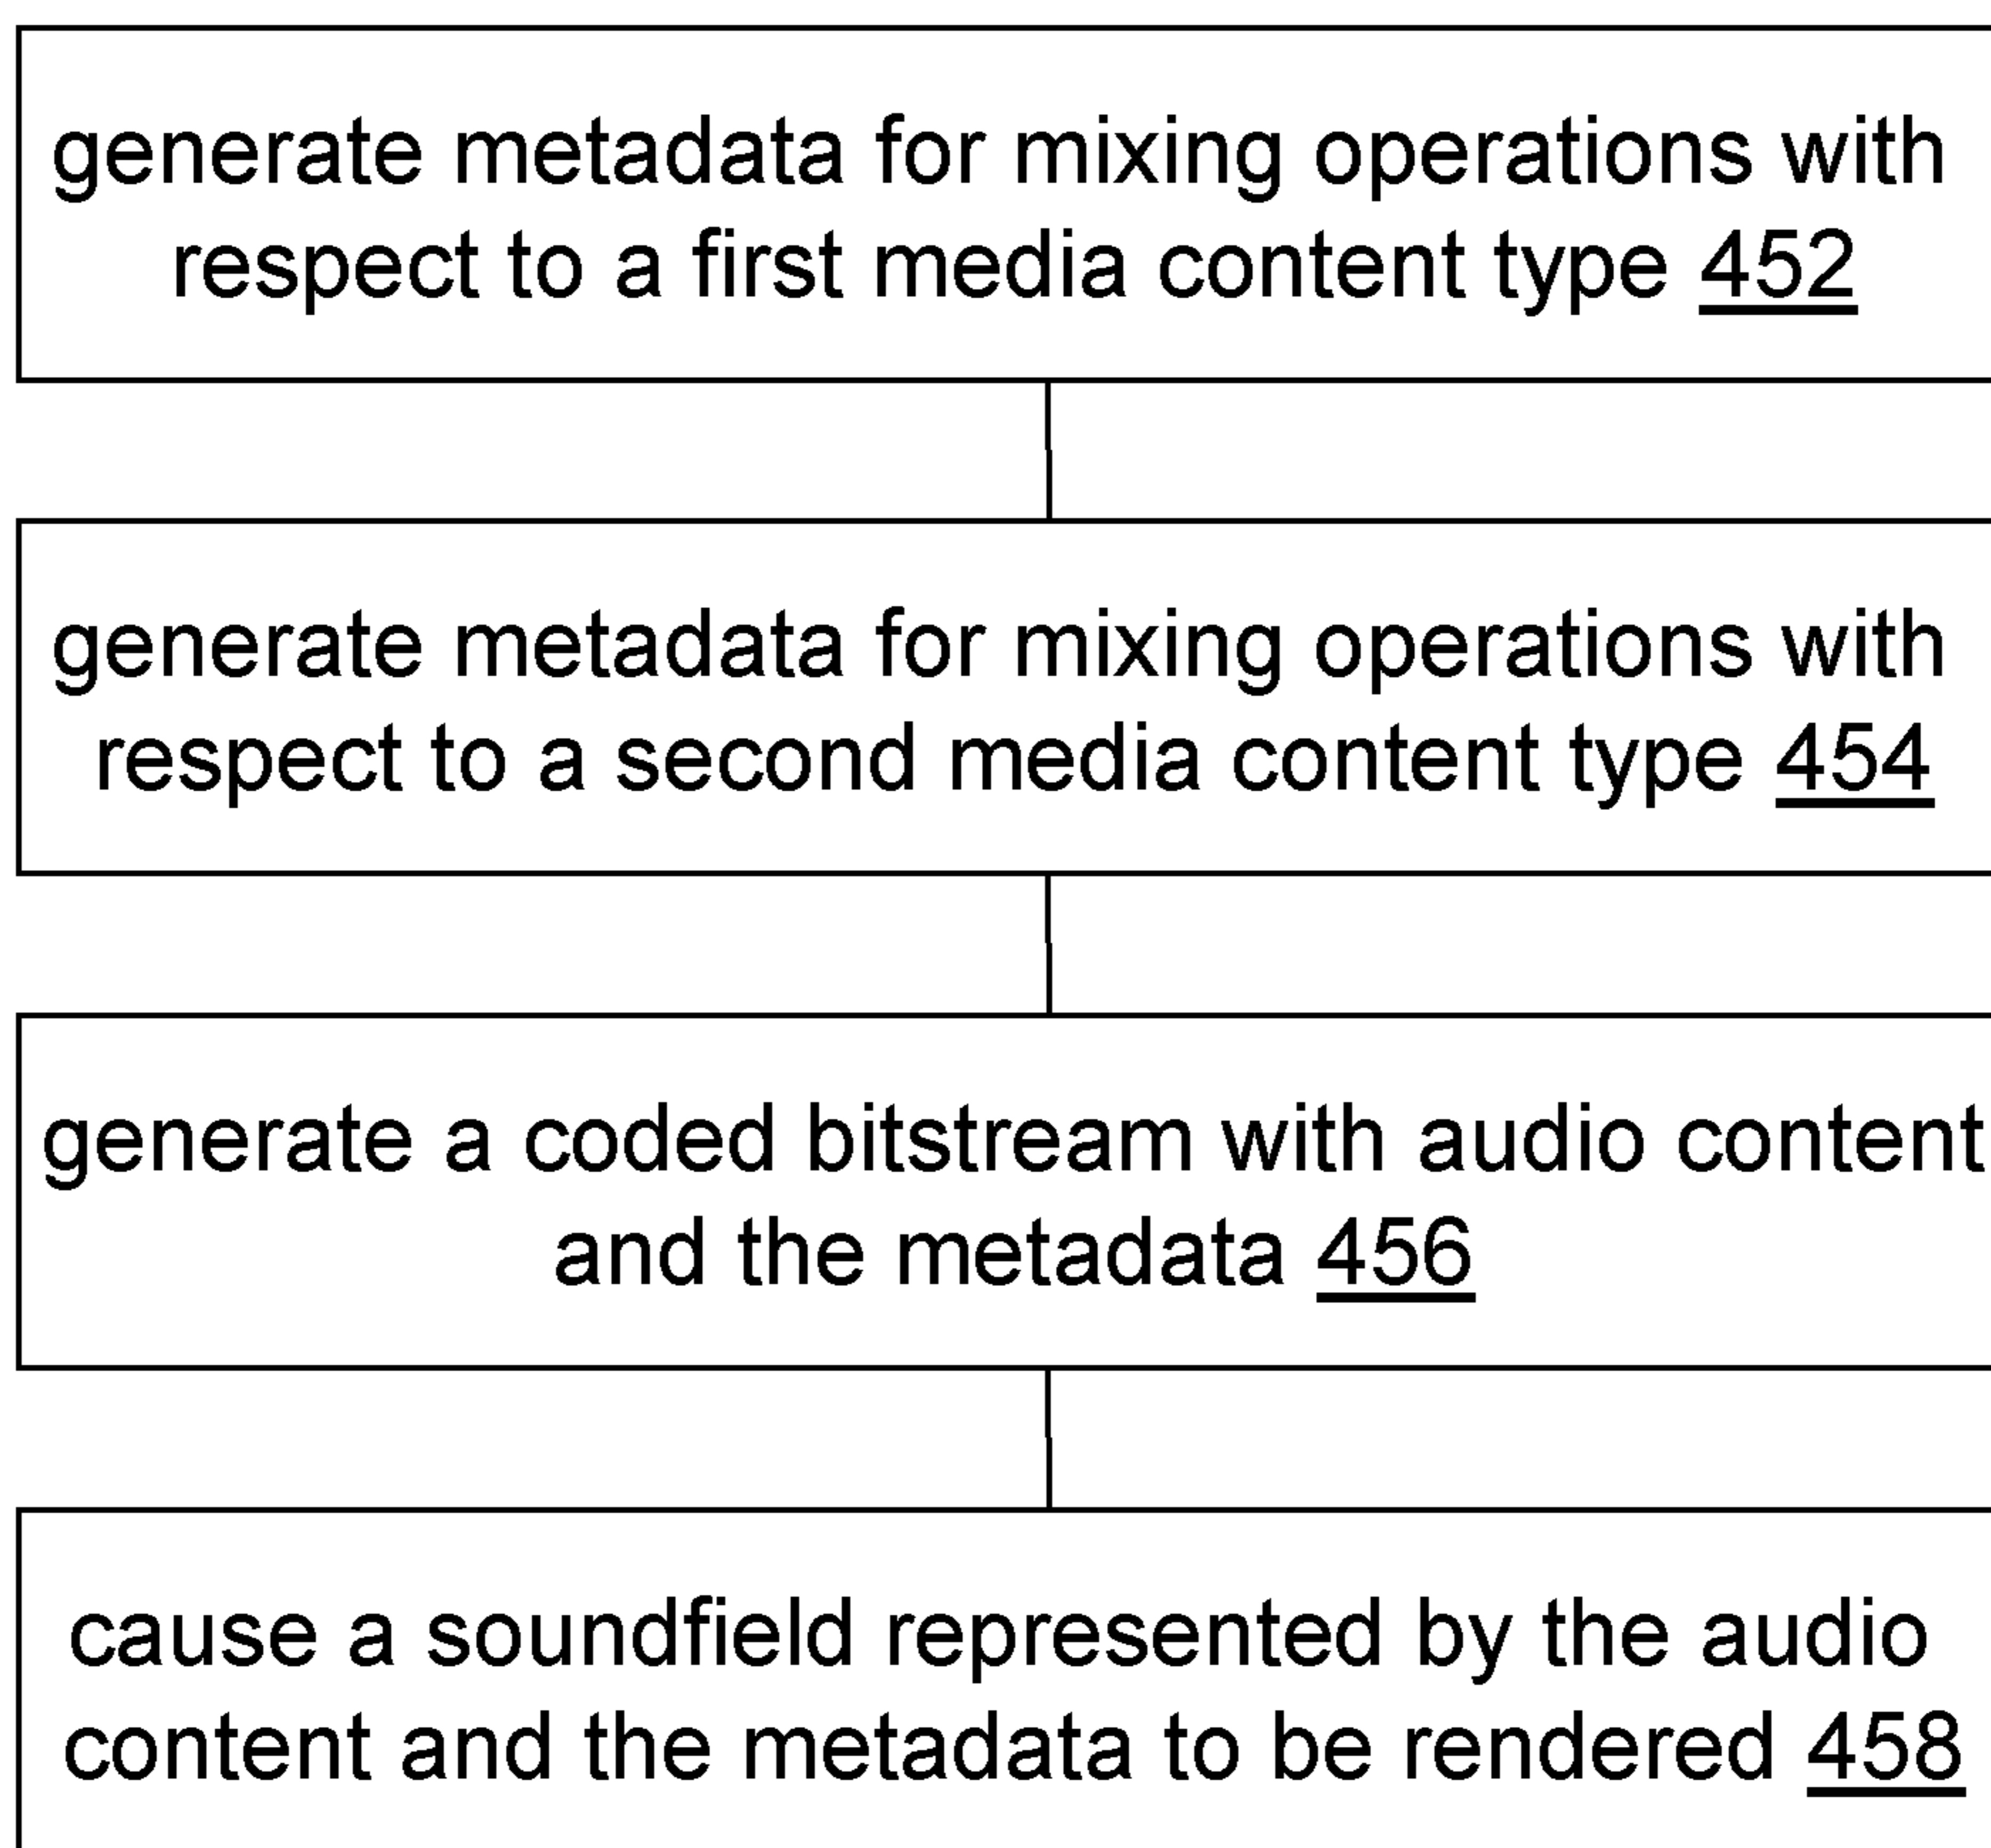 generate metadata for mixing operations with
respect to a first media content type 452
generate metadata for mixing operations with
respect to a second media content type 454
generate a coded bitstream with audio content
and the metadata 456
cause a soundfield represented by the audio
content and the metadata to be rendered 458